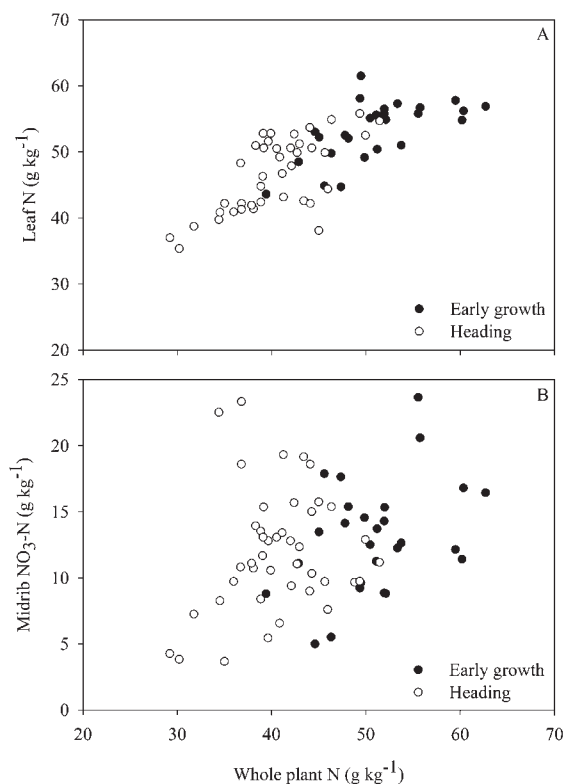 70
A
60
50
40
30
20
Leaf N (g kg-1)
Early growth
Heading
25
B
20
15
10
5
0
Midrib NO3-N (g kg-1)
Early growth
Heading
20 30 40 50 60 70
Whole plant N (g kg-1)